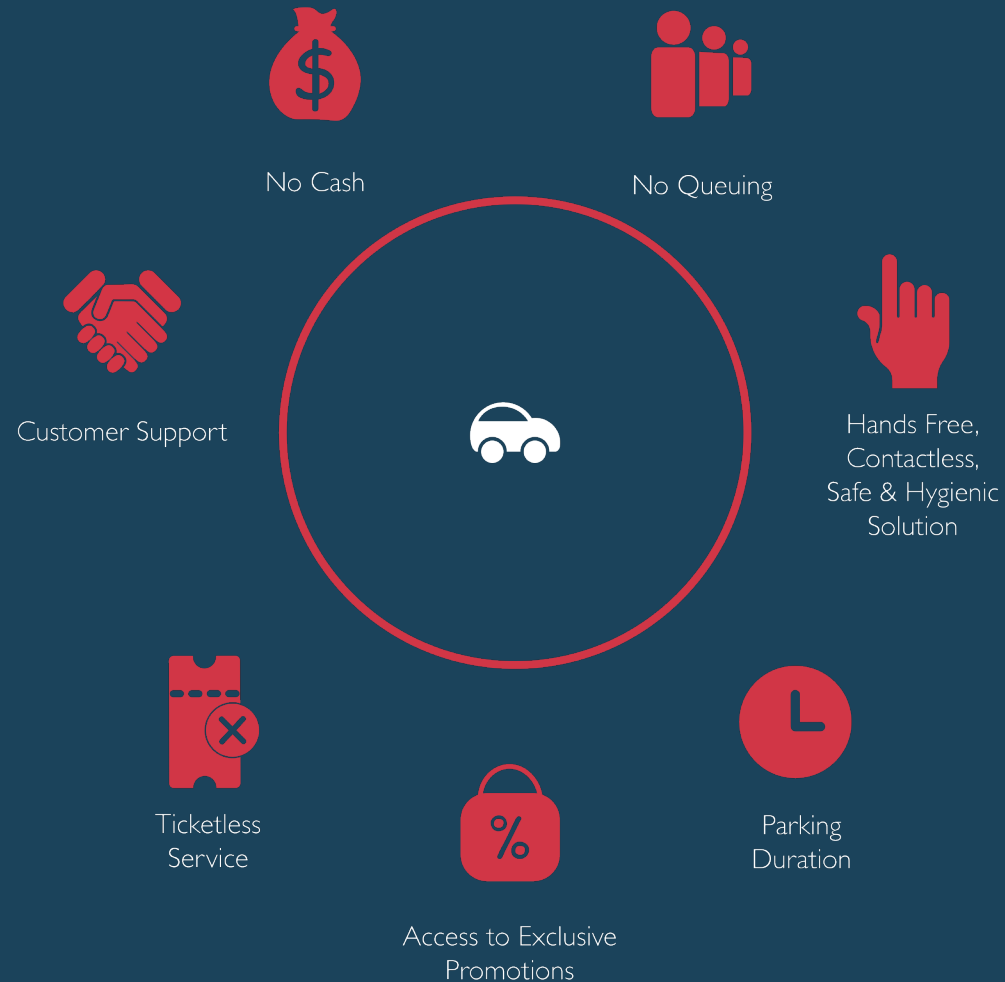 $
No Cash
No Queuing
Customer Support
Hands Free,
Contactless,
Safe & Hygienic
Solution
Ticketless
Service
%
Access to Exclusive
Promotions
Parking
Duration